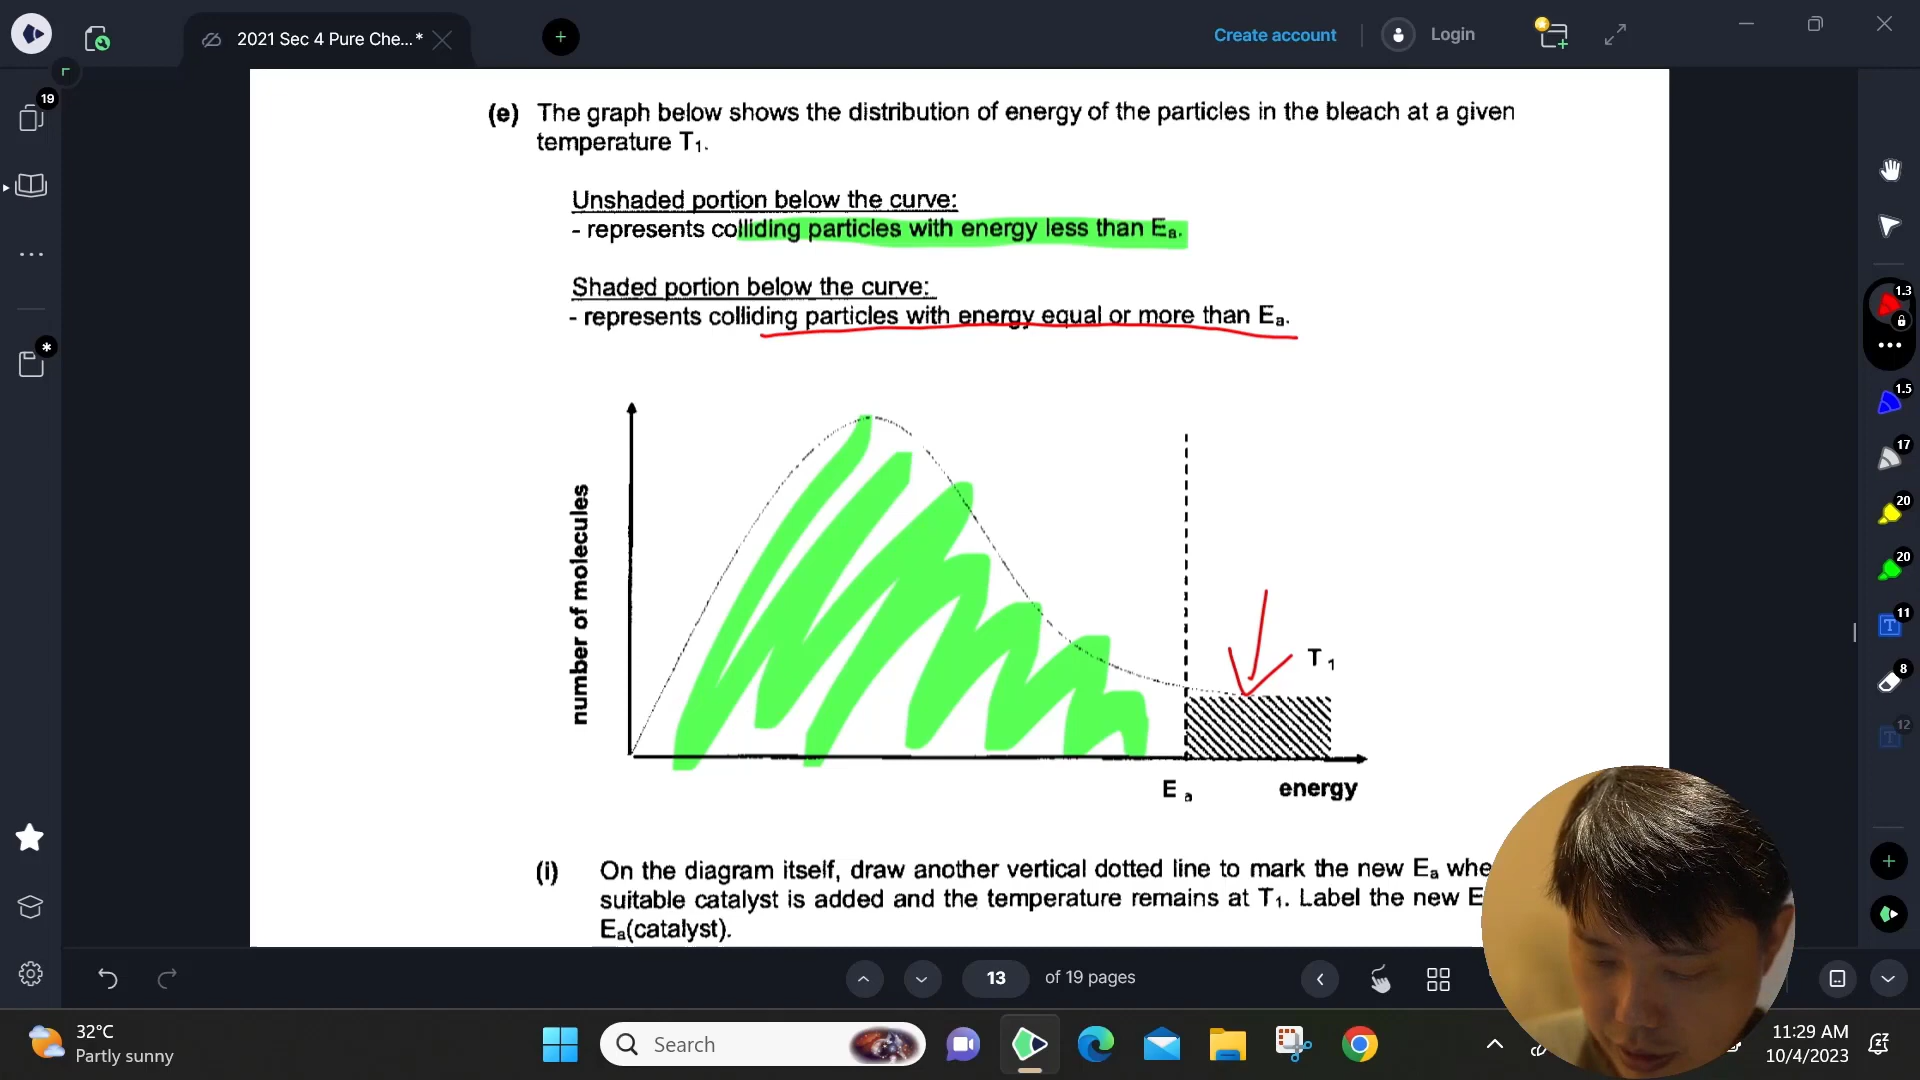 2021 Sec 4 Pure Che...*
Create account
Login
19
(e) The graph below shows the distribution of energy of the particles in the bleach at a given
temperature T₁.
Unshaded portion below the curve:
- represents colliding particles with energy less than Eₐ.
Shaded portion below the curve:
- represents colliding particles with energy equal or more than Eₐ.
number of molecules
T₁
Eₐ
energy
(i) On the diagram itself, draw another vertical dotted line to mark the new Eₐ whe
suitable catalyst is added and the temperature remains at T₁. Label the new E
Eₐ(catalyst).
1.3
1.5
17
20
20
11
8
12
13 of 19 pages
32°C
Partly sunny
Search
11:29 AM
10/4/2023